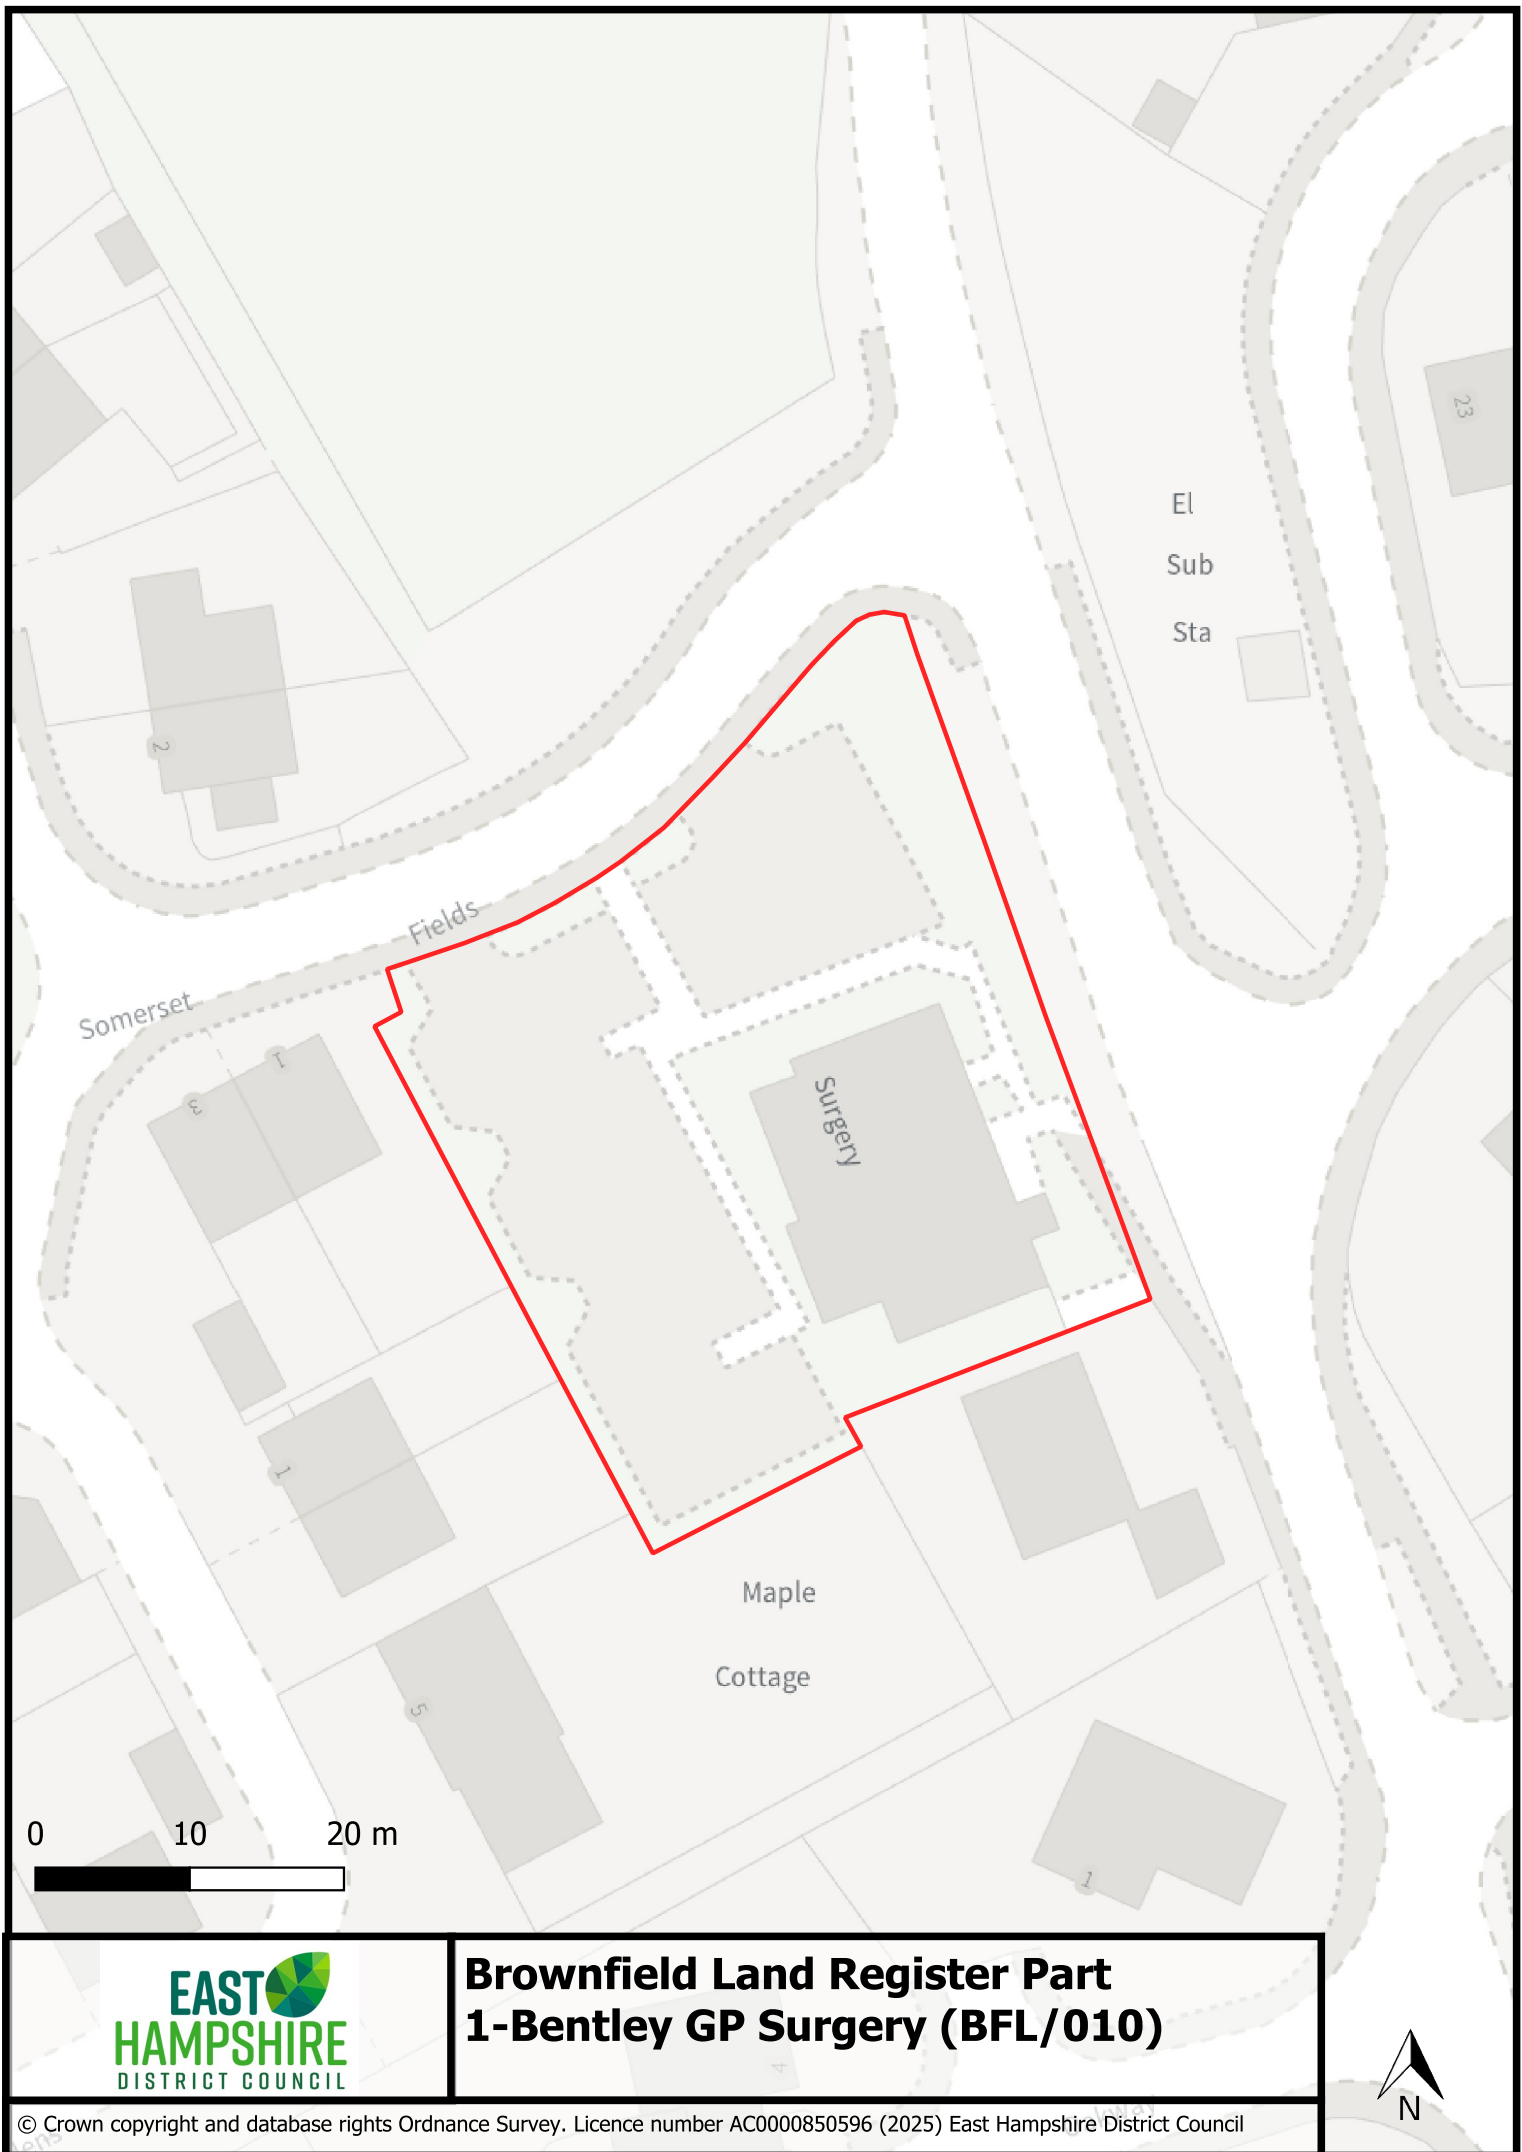 23
El
Sub
Sta
2
Fields
Somerset
1
3
Surgery
1
Maple
Cottage
5
0 10 20 m
1
EAST
HAMPSHIRE
DISTRICT COUNCIL
Brownfield Land Register Part
1-Bentley GP Surgery (BFL/010)
4
N
© Crown copyright and database rights Ordnance Survey. Licence number AC0000850596 (2025) East Hampshire District Council